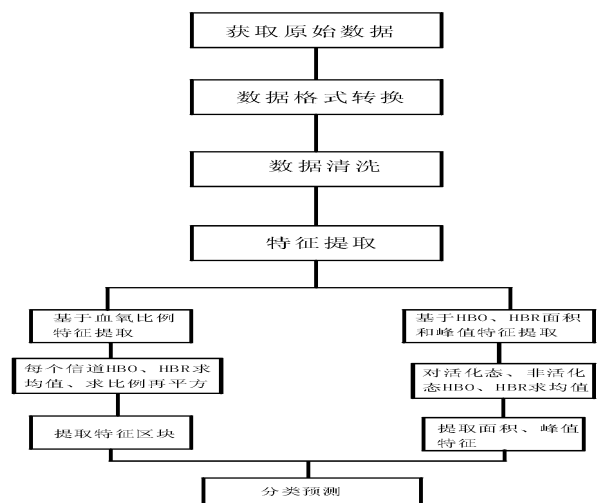 获取原始数据
数据格式转换
数据清洗
特征提取
基于血氧比例
特征提取
每个信道HBO、HBR求
均值、求比例再平方
提取特征区块
基于HBO、HBR面积
和峰值特征提取
对活化态、非活化
态HBO、HBR求均值
提取面积、峰值
特征
分类预测